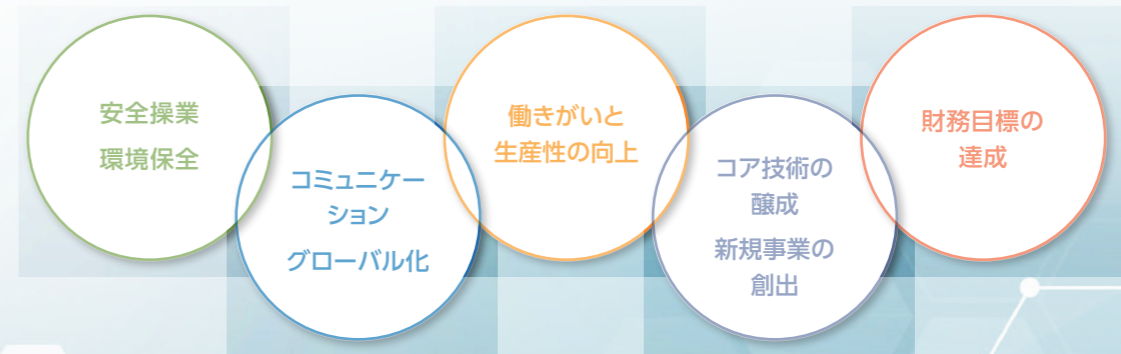 安全操業
環境保全
コミュニケー
ション
グローバル化
働きがいと
生産性の向上
コア技術の
醸成
新規事業の
創出
財務目標の
達成